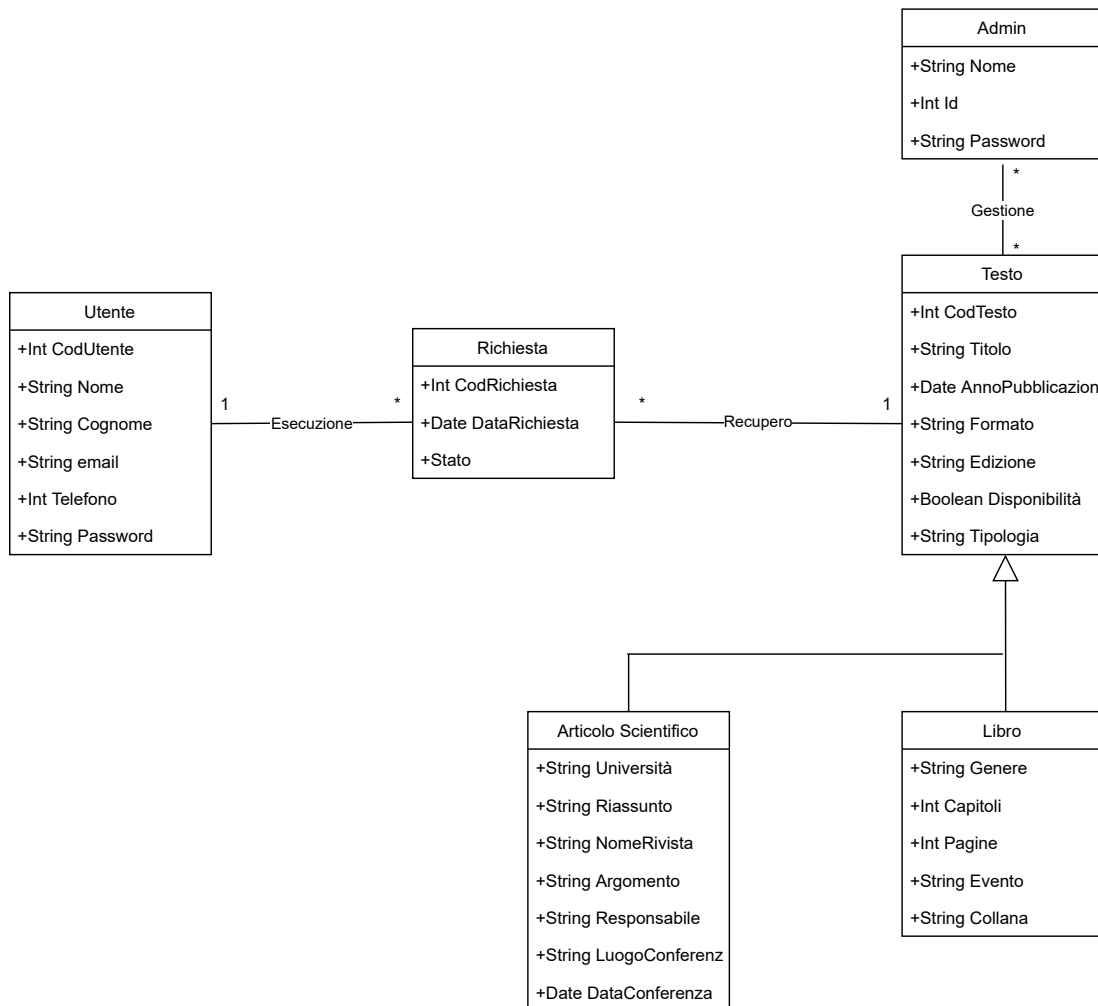 Admin
+String Nome
+Int Id
+String Password
*
Gestione
*
Testo
+Int CodTesto
+String Titolo
+Date AnnoPubblicazion
+String Formato
+String Edizione
+Boolean Disponibilità
+String Tipologia
Utente
+Int CodUtente
+String Nome
+String Cognome
+String email
+Int Telefono
+String Password
1
Esecuzione
*
Richiesta
+Int CodRichiesta
+Date DataRichiesta
+Stato
*
Recupero
1
Articolo Scientifico
+String Università
+String Riassunto
+String NomeRivista
+String Argomento
+String Responsabile
+String LuogoConferenz
+Date DataConferenza
Libro
+String Genere
+Int Capitoli
+Int Pagine
+String Evento
+String Collana